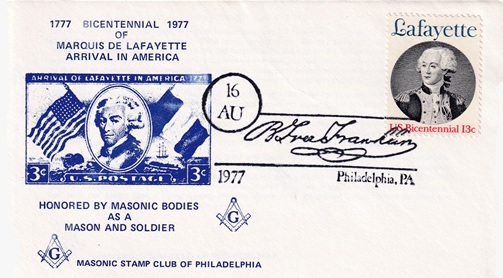 1777 BICENTENNIAL 1977
OF
MARQUIS DE LAFAYETTE
ARRIVAL IN AMERICA
ARRIVAL OF LAFAYETTE IN AMERICA 1777
3c 3c
U.S. POSTAGE
HONORED BY MASONIC BODIES
AS A
MASON AND SOLDIER
G G
MASONIC STAMP CLUB OF PHILADELPHIA
16
AU
1977
B Free Franklin
Philadelphia, PA
Lafayette
US Bicentennial 13c